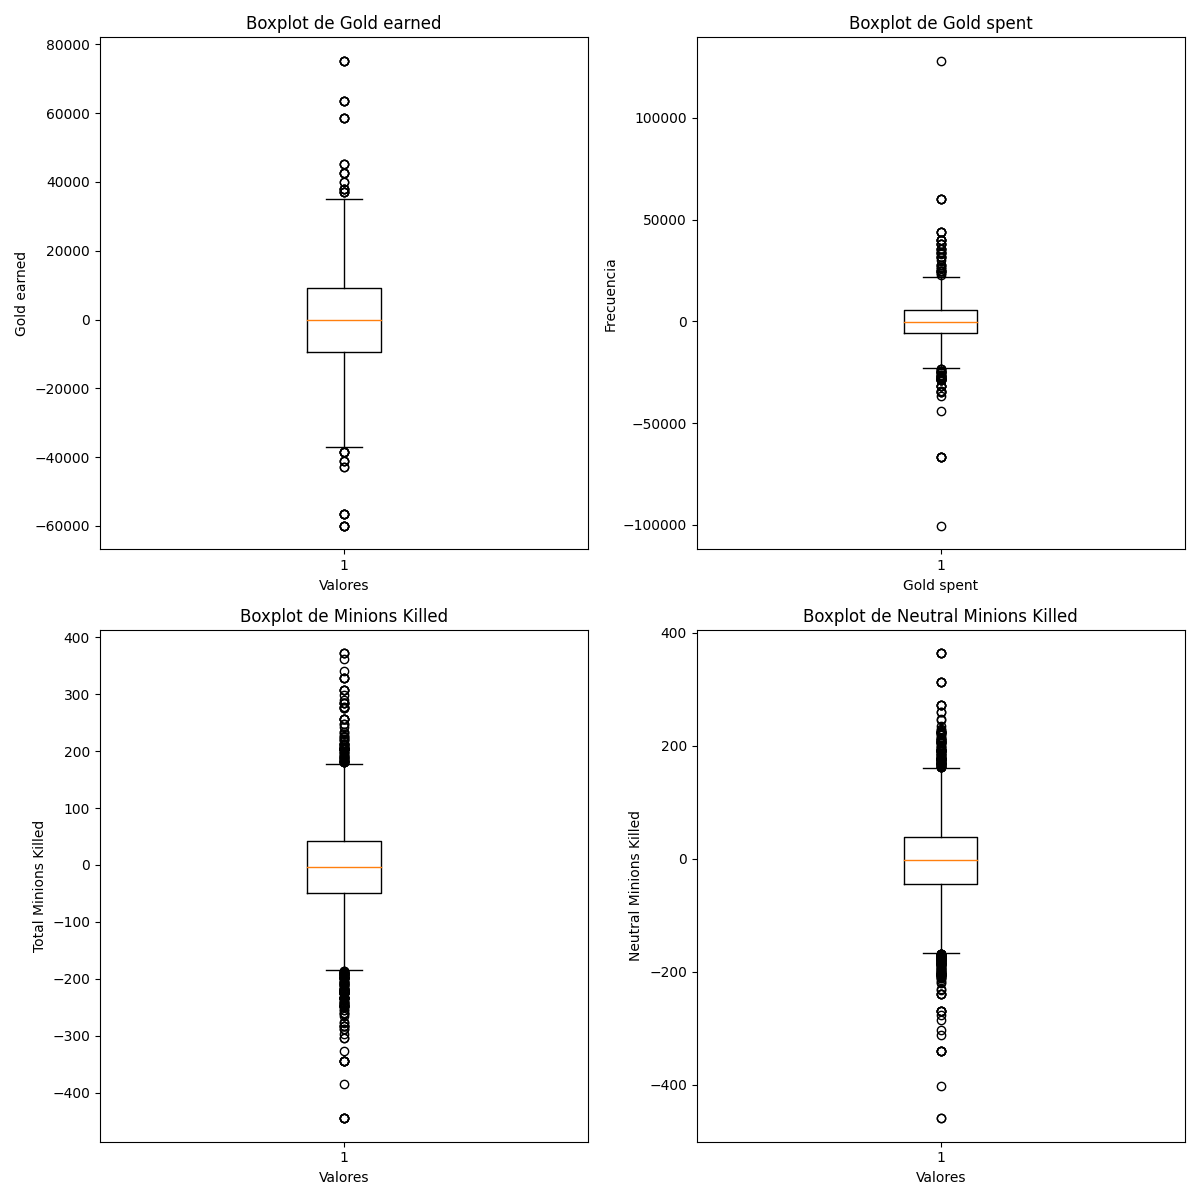 Boxplot de Gold earned
80000
60000
40000
20000
0
−20000
−40000
−60000
Gold earned
1
Valores
Boxplot de Gold spent
100000
50000
0
−50000
−100000
Frecuencia
1
Gold spent
Boxplot de Minions Killed
400
300
200
100
0
−100
−200
−300
−400
Total Minions Killed
1
Valores
Boxplot de Neutral Minions Killed
400
200
0
−200
−400
Neutral Minions Killed
1
Valores